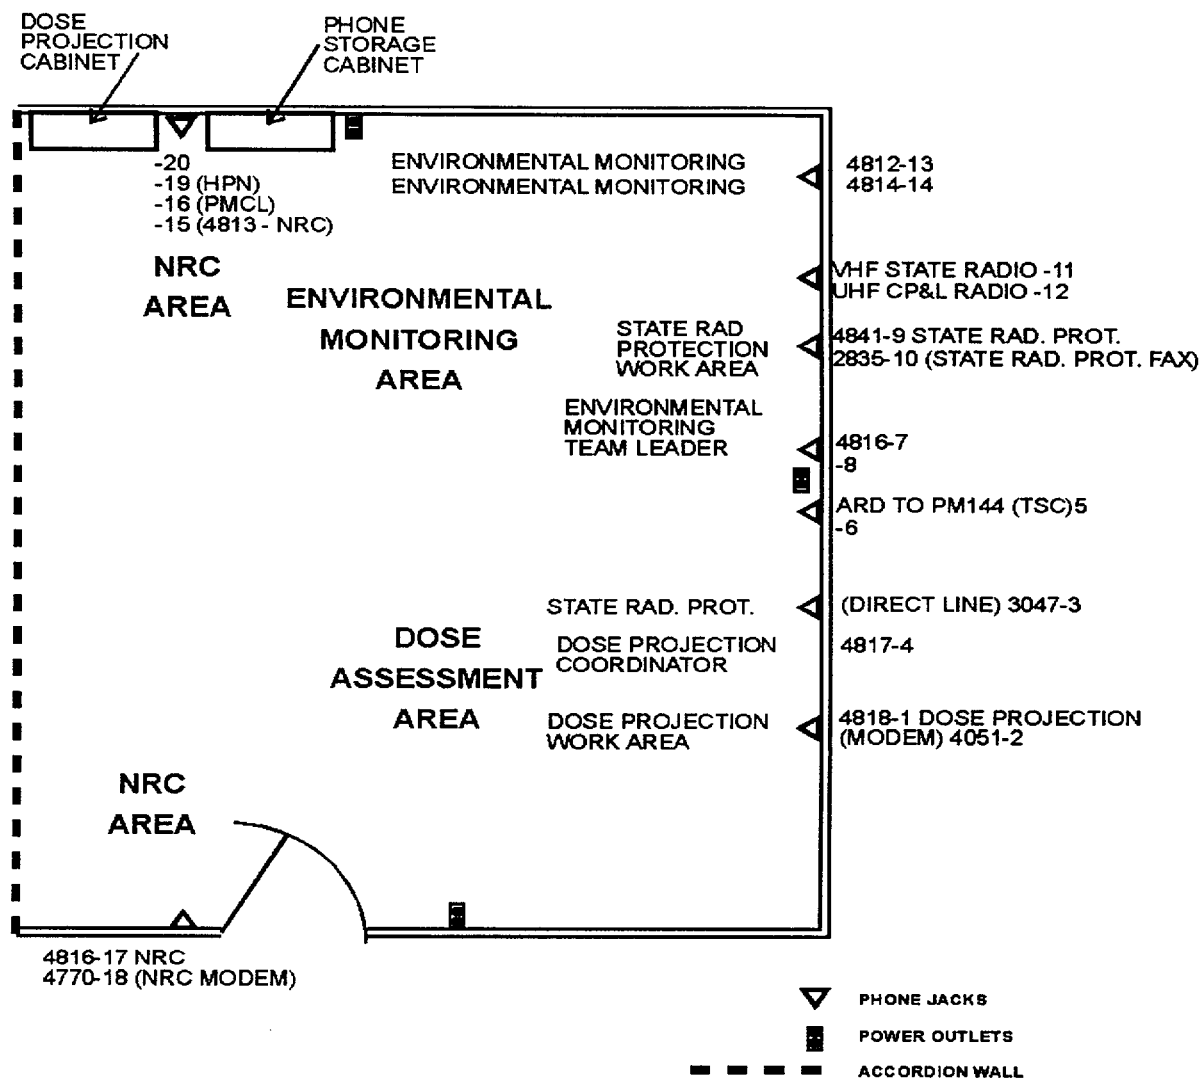 DOSE
PROJECTION
CABINET
PHONE
STORAGE
CABINET
-20
-19 (HPN)
-16 (PMCL)
-15 (4813 - NRC)
NRC
AREA
ENVIRONMENTAL
MONITORING
AREA
ENVIRONMENTAL MONITORING
ENVIRONMENTAL MONITORING
4812-13
4814-14
VHF STATE RADIO -11
UHF CP&L RADIO -12
STATE RAD
PROTECTION
WORK AREA
4841-9 STATE RAD. PROT.
2835-10 (STATE RAD. PROT. FAX)
ENVIRONMENTAL
MONITORING
TEAM LEADER
4816-7
-8
ARD TO PM144 (TSC)5
-6
STATE RAD. PROT.
(DIRECT LINE) 3047-3
DOSE
ASSESSMENT
AREA
DOSE PROJECTION
COORDINATOR
4817-4
DOSE PROJECTION
WORK AREA
4818-1 DOSE PROJECTION
(MODEM) 4051-2
NRC
AREA
4816-17 NRC
4770-18 (NRC MODEM)
PHONE JACKS
POWER OUTLETS
ACCORDION WALL